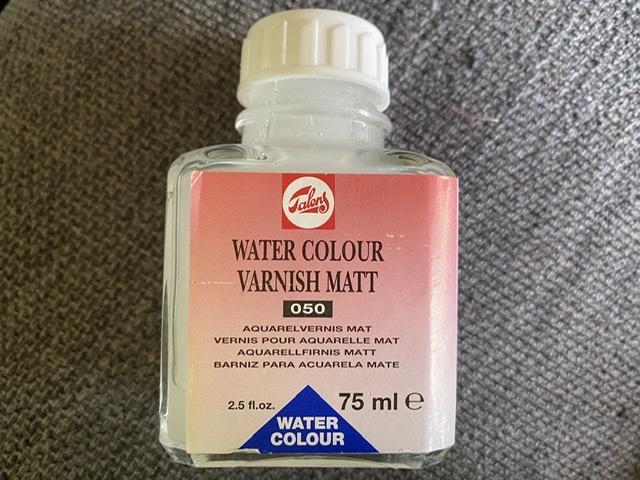 Talens
WATER COLOUR
VARNISH MATT
050
AQUARELVERNIS MAT
VERNIS POUR AQUARELLE MAT
AQUARELLFIRNIS MATT
BARNIZ PARA ACUARELA MATE
2.5 fl.oz. 75 ml e
WATER
COLOUR